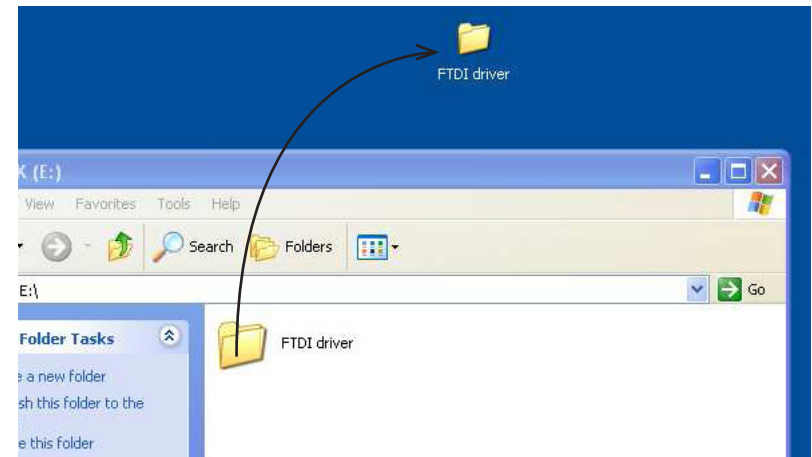 FTDI driver
K (E:)
View Favorites Tools Help
Search Folders
E:\ Go
Folder Tasks
FTDI driver
e a new folder
sh this folder to the
e this folder